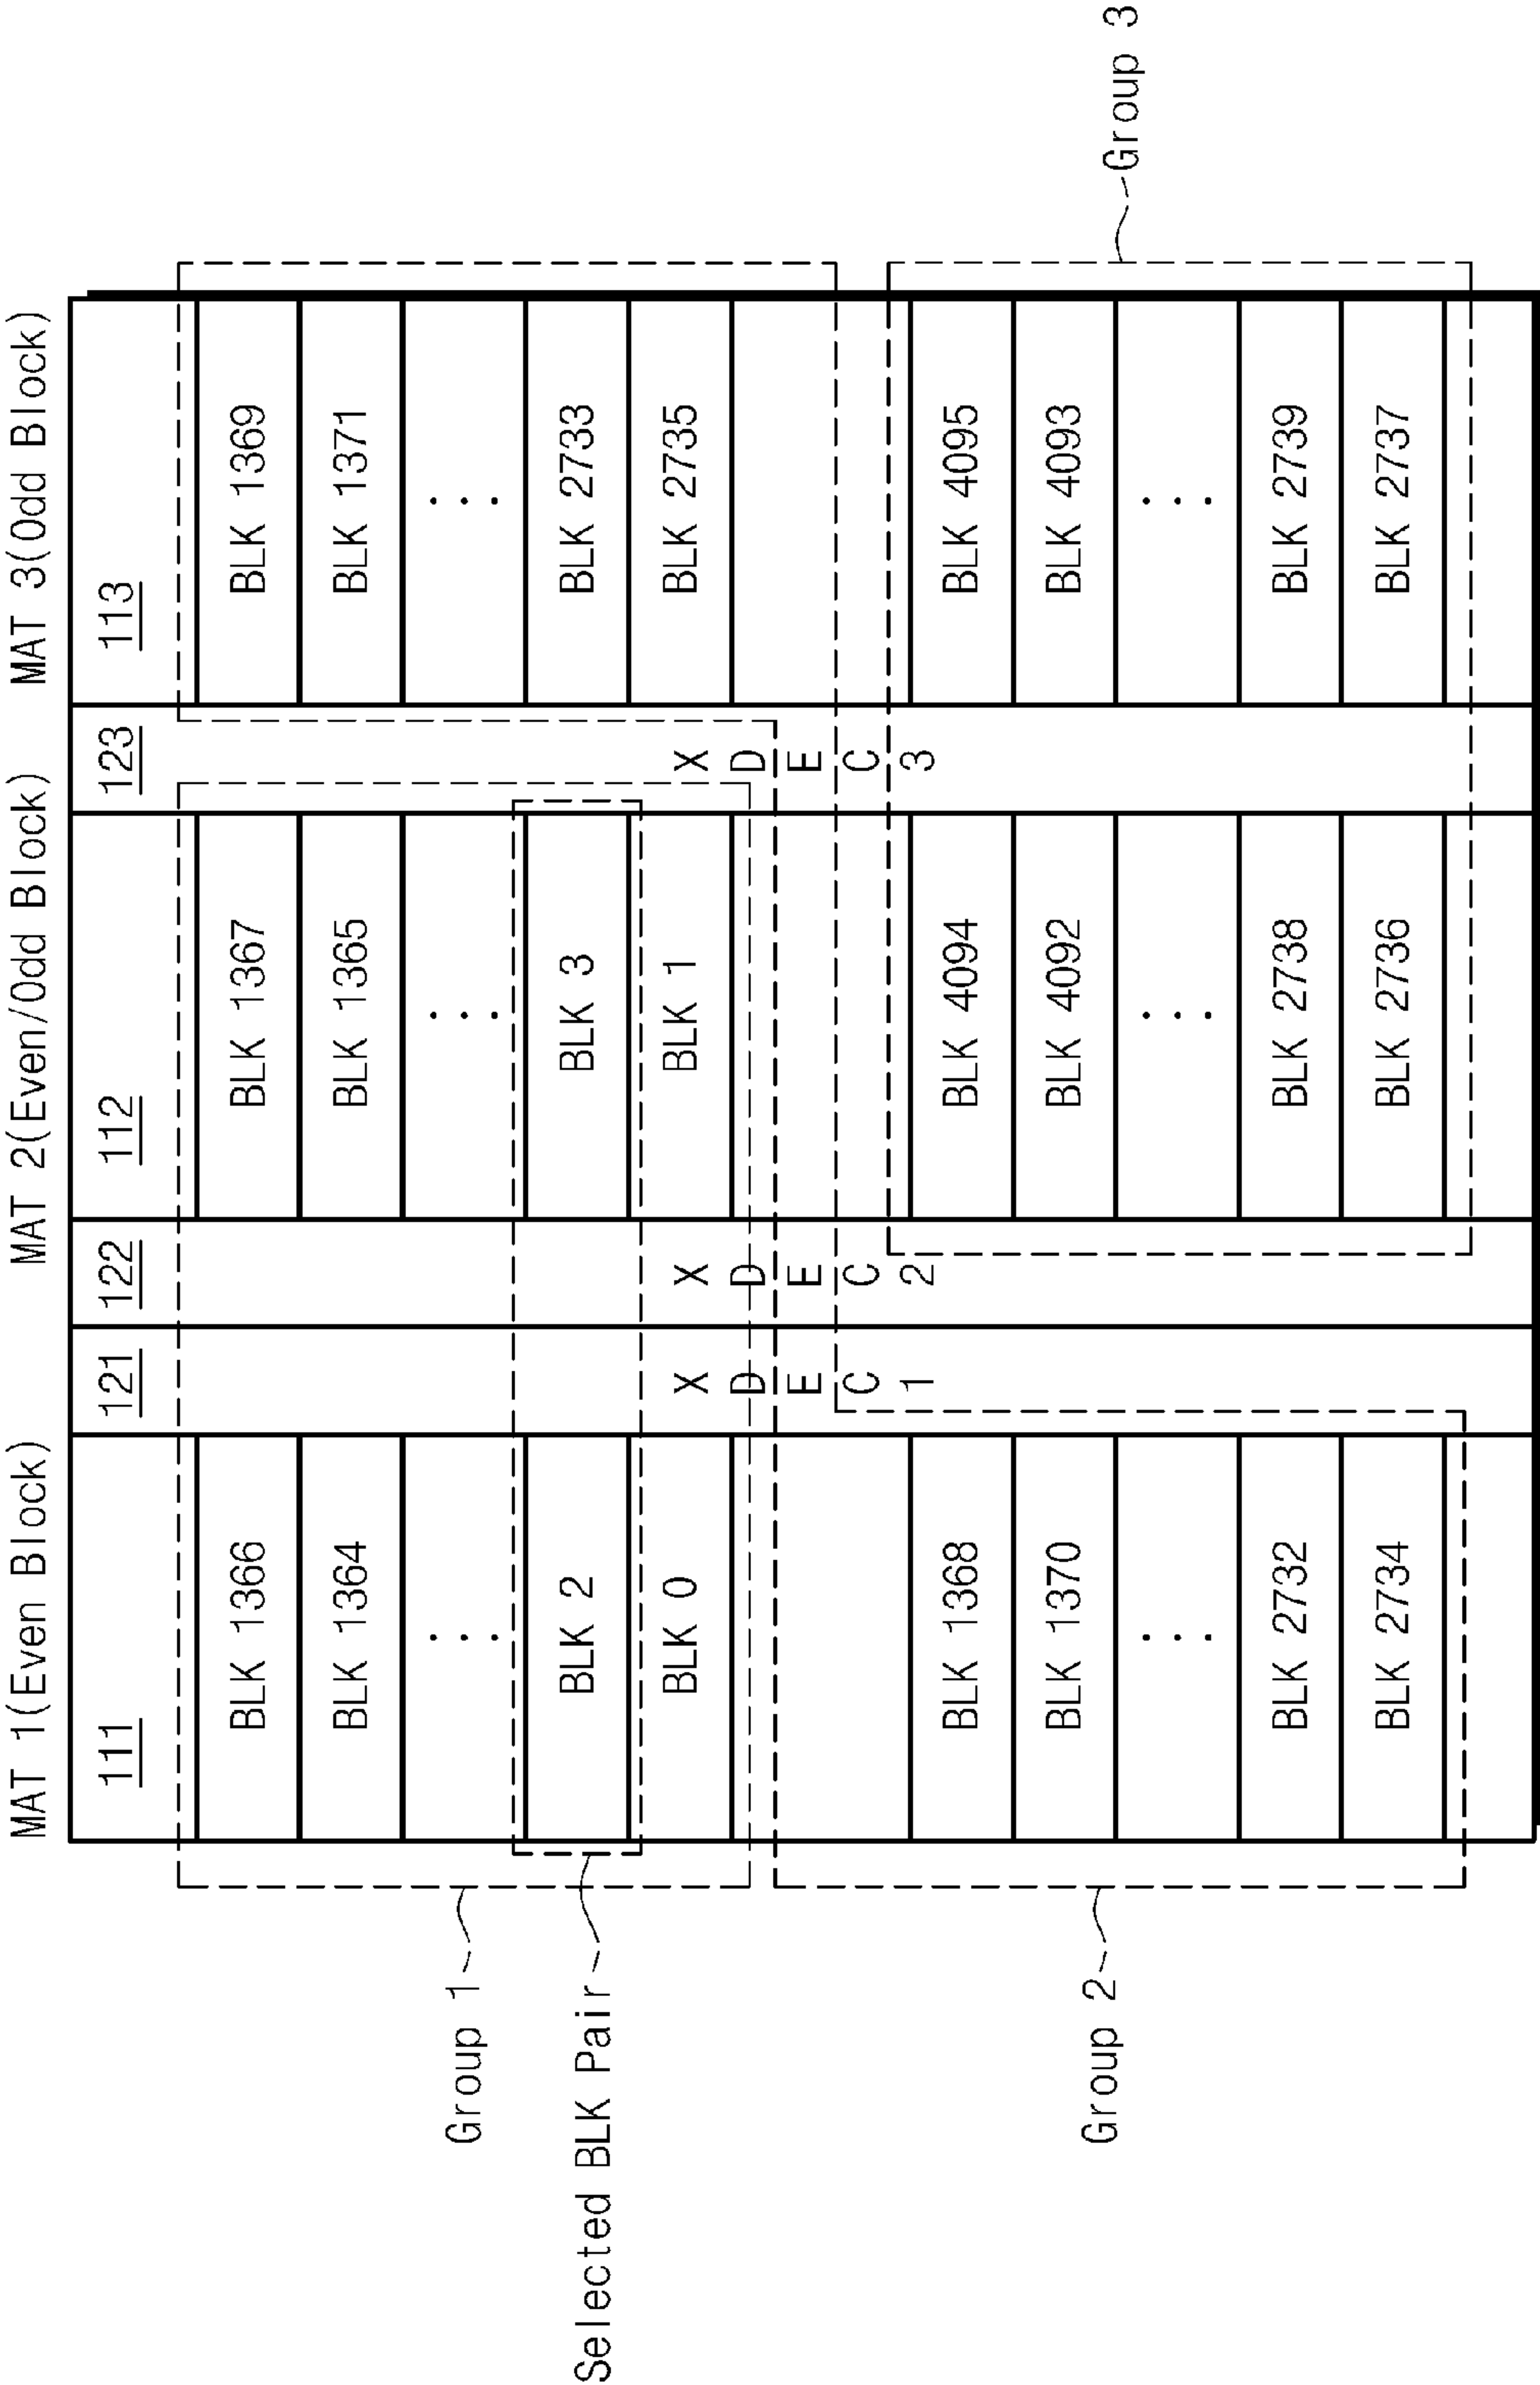 MAT 1(Even Block) MAT 2(Even/Odd Block) MAT 3(Odd Block)
111 121 122 112 123 113
BLK 1366 BLK 1367 BLK 1369
BLK 1364 BLK 1365 BLK 1371
... ... ...
BLK 2 BLK 3 BLK 2733
BLK 0 BLK 1 BLK 2735
X X X
D D D
E E E
C C C
1 2 3
BLK 1368 BLK 4094 BLK 4095
BLK 1370 BLK 4092 BLK 4093
... ... ...
BLK 2732 BLK 2738 BLK 2739
BLK 2734 BLK 2736 BLK 2737
Group 1
Selected BLK Pair
Group 2
Group 3